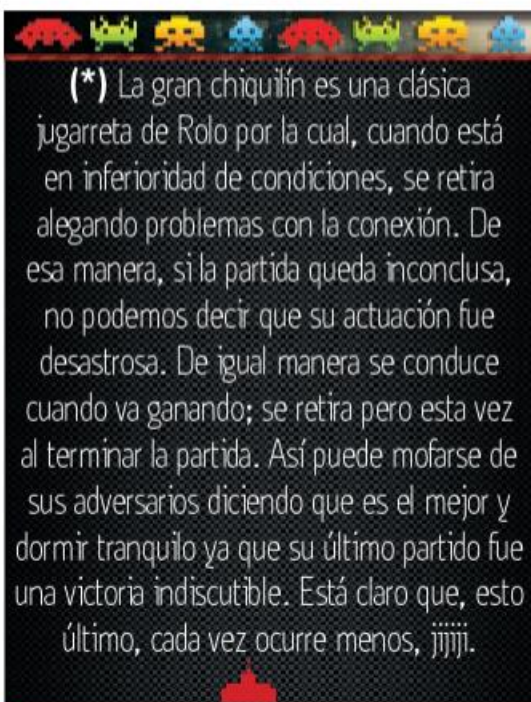 (*) La gran chiquilín es una clásica
jugarreta de Rolo por la cual, cuando está
en inferioridad de condiciones, se retira
alegando problemas con la conexión. De
esa manera, si la partida queda inconclusa,
no podemos decir que su actuación fue
desastrosa. De igual manera se conduce
cuando va ganando; se retira pero esta vez
al terminar la partida. Así puede mofarse de
sus adversarios diciendo que es el mejor y
dormir tranquilo ya que su último partido fue
una victoria indiscutible. Está claro que, esto
último, cada vez ocurre menos, jijiji.